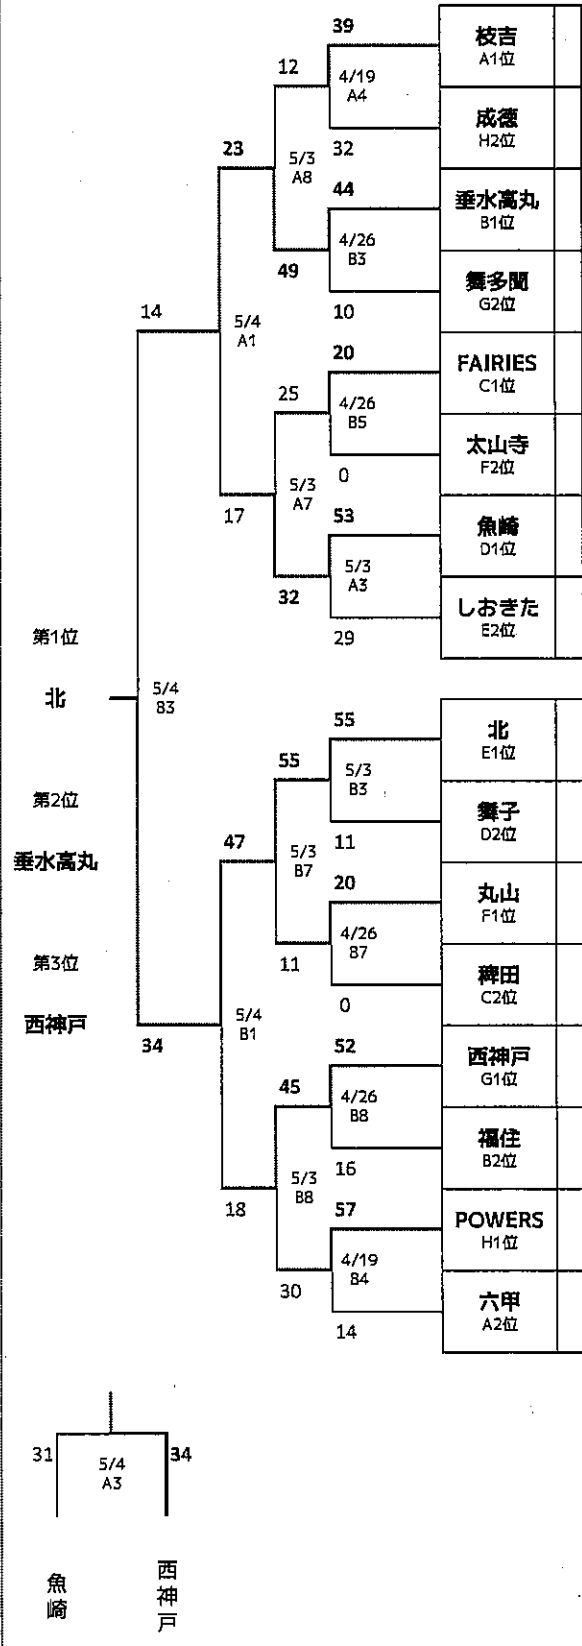 39
枝吉
A1位
12
4/19
A4
成徳
H2位
23
5/3
A8
32
44
垂水高丸
B1位
4/26
B3
49
舞多聞
G2位
10
14
5/4
A1
20
FAIRIES
C1位
25
4/26
B5
太山寺
F2位
5/3
A7
0
17
53
魚崎
D1位
5/3
A3
32
しおきた
E2位
29
第1位
北
5/4
B3
55
北
E1位
55
5/3
B3
第2位
舞子
D2位
47
5/3
B7
11
垂水高丸
20
丸山
F1位
4/26
B7
第3位
11
稗田
C2位
0
西神戸
34
5/4
B1
52
西神戸
G1位
45
4/26
B8
福住
B2位
5/3
B8
16
18
57
POWERS
H1位
4/19
B4
30
六甲
A2位
14
31
5/4
A3
34
魚崎
西神戸